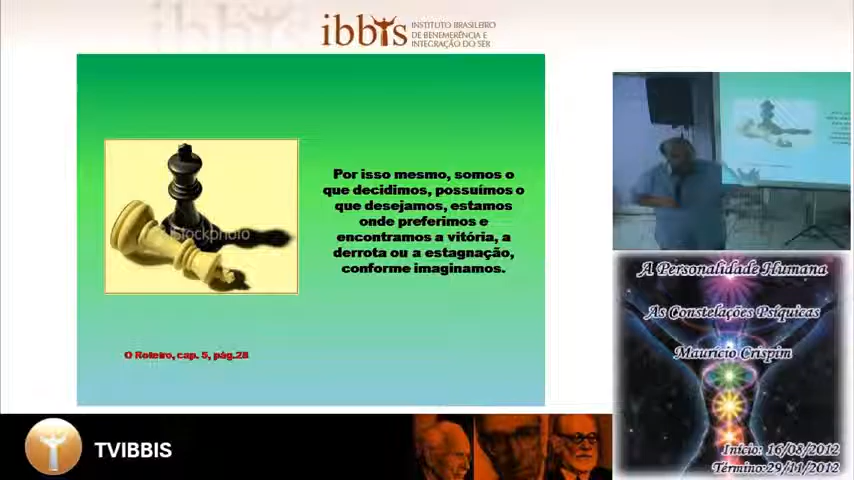 ibbis
INSTITUTO BRASILEIRO
DE BENEMERÊNCIA E
INTEGRAÇÃO DO SER
Por isso mesmo, somos o
que decidimos, possuímos o
que desejamos, estamos
onde preferimos e
encontramos a vitória, a
derrota ou a estagnação,
conforme imaginamos.
iStockphoto
O Roteiro, cap. 5, pág.28
A Personalidade Humana
As Constelações Psíquicas
Maurício Crispim
Início: 16/08/2012
Término:29/11/2012
TVIBBIS